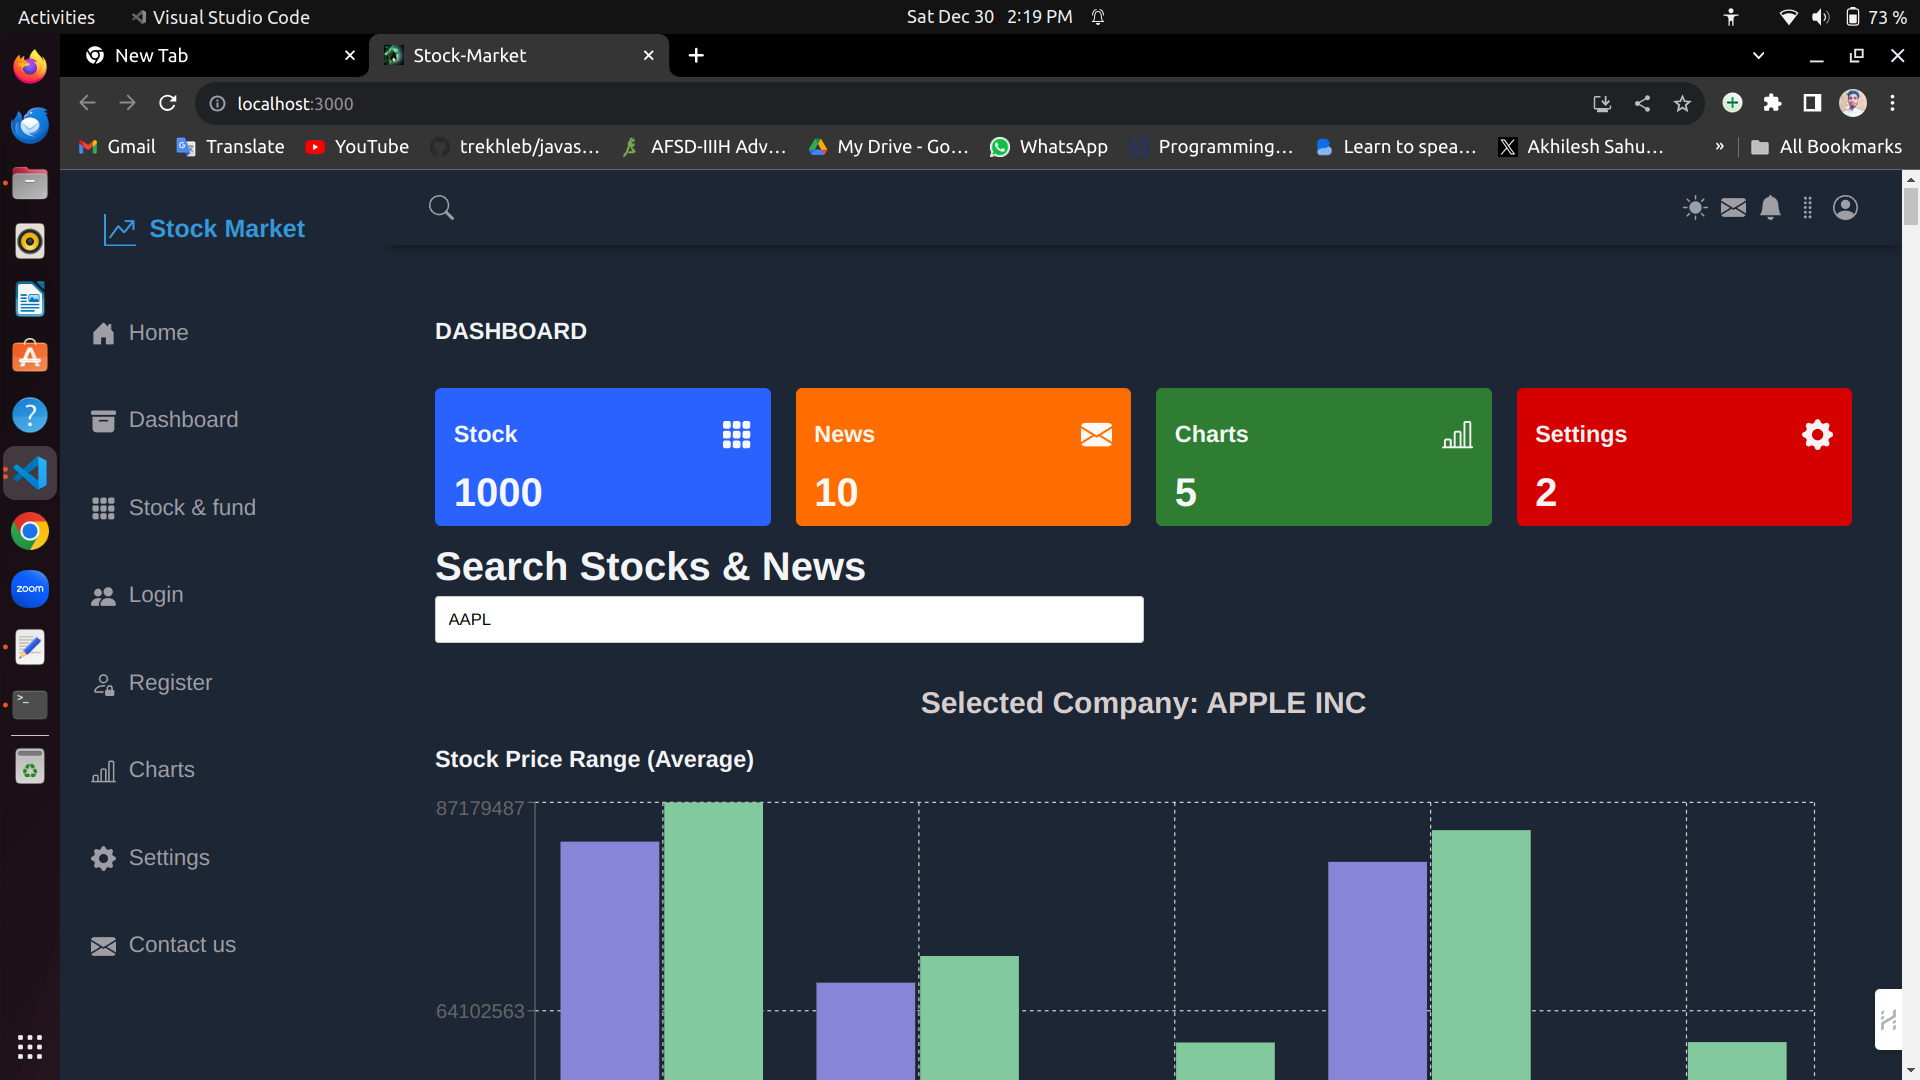 Activities Visual Studio Code Sat Dec 30 2:19 PM 73 %
New Tab Stock-Market
localhost:3000
Gmail Translate YouTube trekhleb/javas... AFSD-IIIH Adv... My Drive - Go... WhatsApp Programming... Learn to spea... Akhilesh Sahu... » All Bookmarks
Stock Market
Home
Dashboard
Stock & fund
Login
Register
Charts
Settings
Contact us
DASHBOARD
Stock
1000
News
10
Charts
5
Settings
2
Search Stocks & News
AAPL
Selected Company: APPLE INC
Stock Price Range (Average)
87179487
64102563
zoom